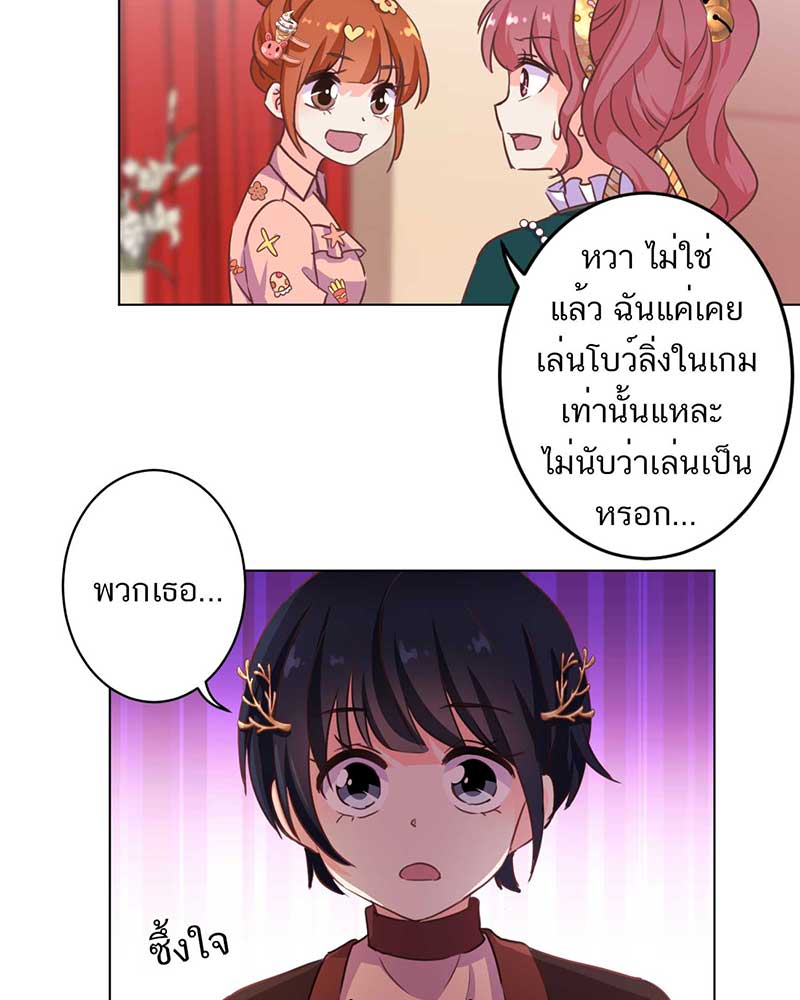 หวา ไม่ใช่
แล้ว ฉันแค่เคย
เล่นโบว์ลิ่งในเกม
เท่านั้นแหละ
ไม่นับว่าเล่นเป็น
หรอก...
พวกเธอ...
ซึ้งใจ